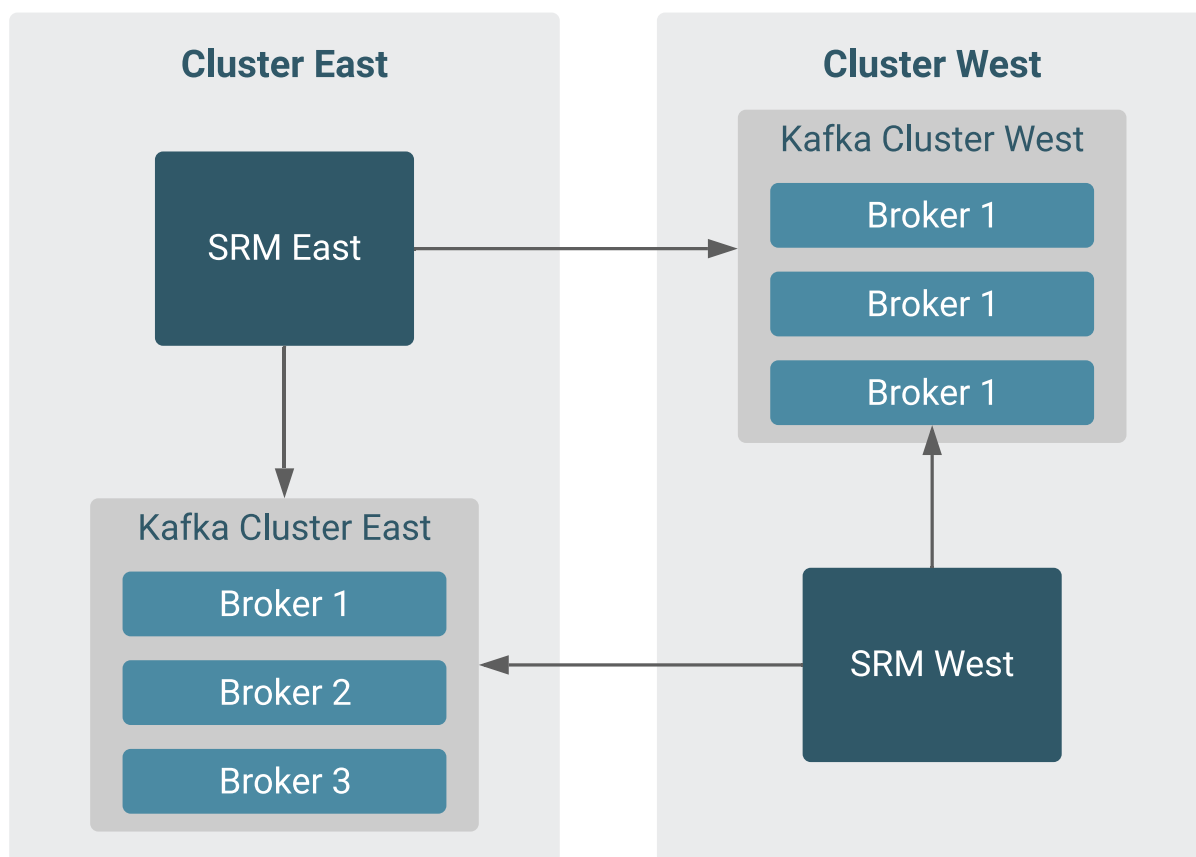 Cluster East
SRM East
Kafka Cluster East
Broker 1
Broker 2
Broker 3
Cluster West
Kafka Cluster West
Broker 1
Broker 1
Broker 1
SRM West